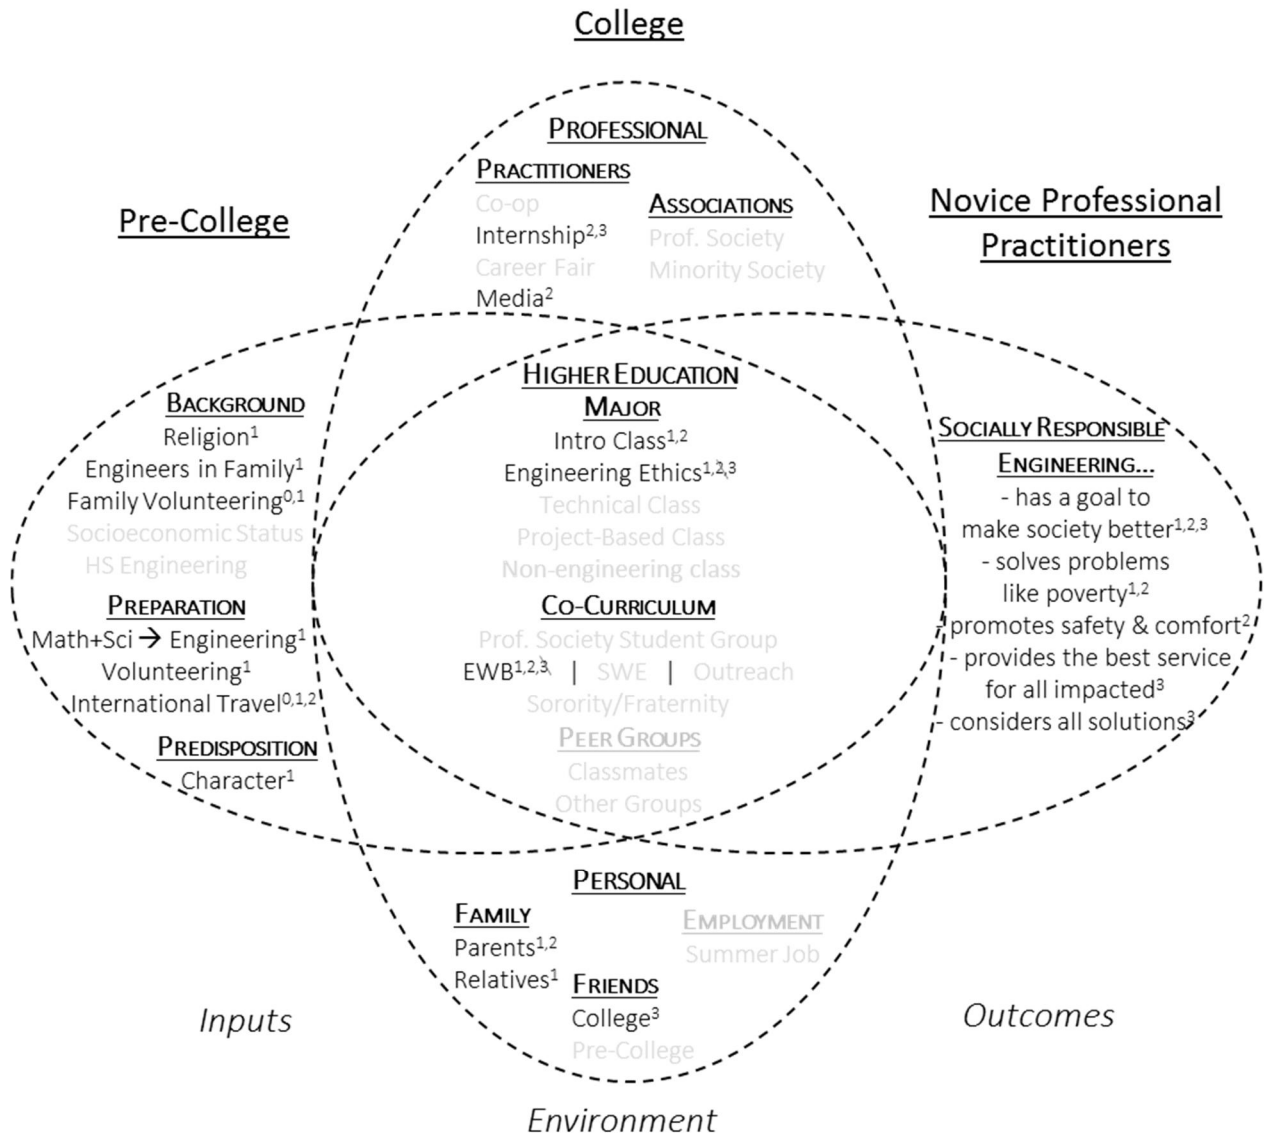 College
Pre-College
Novice Professional
Practitioners
PROFESSIONAL
PRACTITIONERS
Co-op
Internship2,3
Career Fair
Media2
ASSOCIATIONS
Prof. Society
Minority Society
BACKGROUND
Religion1
Engineers in Family1
Family Volunteering0,1
Socioeconomic Status
HS Engineering
PREPARATION
Math+Sci → Engineering1
Volunteering1
International Travel0,1,2
PREDISPOSITION
Character1
HIGHER EDUCATION
MAJOR
Intro Class1,2
Engineering Ethics1,2,3
Technical Class
Project-Based Class
Non-engineering class
CO-CURRICULUM
Prof. Society Student Group
EWB1,2,3 | SWE | Outreach
Sorority/Fraternity
PEER GROUPS
Classmates
Other Groups
SOCIALLY RESPONSIBLE
ENGINEERING...
- has a goal to
make society better1,2,3
- solves problems
like poverty1,2
- promotes safety & comfort2
- provides the best service
for all impacted3
- considers all solutions3
PERSONAL
FAMILY
Parents1,2
Relatives1
EMPLOYMENT
Summer Job
FRIENDS
College3
Pre-College
Inputs
Environment
Outcomes